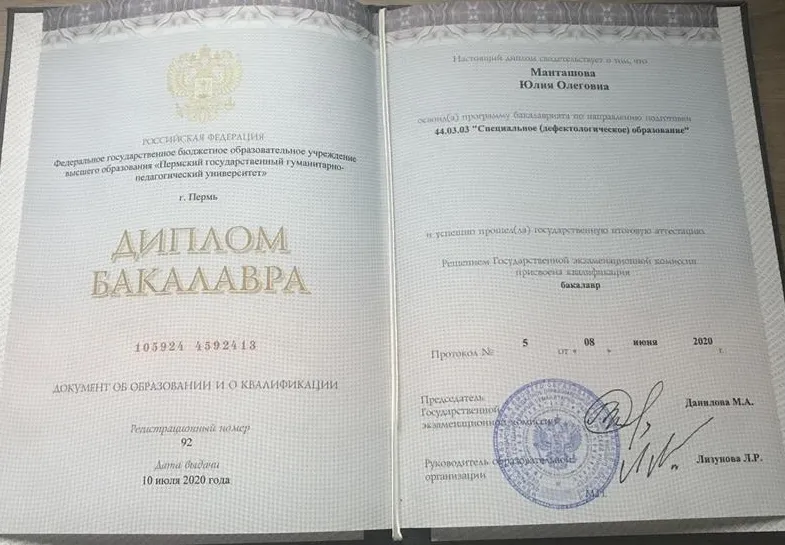 РОССИЙСКАЯ ФЕДЕРАЦИЯ
Федеральное государственное бюджетное образовательное учреждение
высшего образования «Пермский государственный гуманитарно-
педагогический университет»
г. Пермь
ДИПЛОМ
БАКАЛАВРА
105924 4592413
ДОКУМЕНТ ОБ ОБРАЗОВАНИИ И О КВАЛИФИКАЦИИ
Регистрационный номер
92
Дата выдачи
10 июля 2020 года
Настоящий диплом свидетельствует о том, что
Манташова
Юлия Олеговна
освоил(а) программу бакалавриата по направлению подготовки
44.03.03 "Специальное (дефектологическое) образование"
и успешно прошел(ла) государственную итоговую аттестацию
Решением Государственной экзаменационной комиссии
присвоена квалификация
бакалавр
Протокол № 5 от « 08 » июня 2020 г.
Председатель
Государственной
экзаменационной комиссии
Данилова М.А.
Руководитель образовательной
организации
Лизунова Л.Р.
М.П.